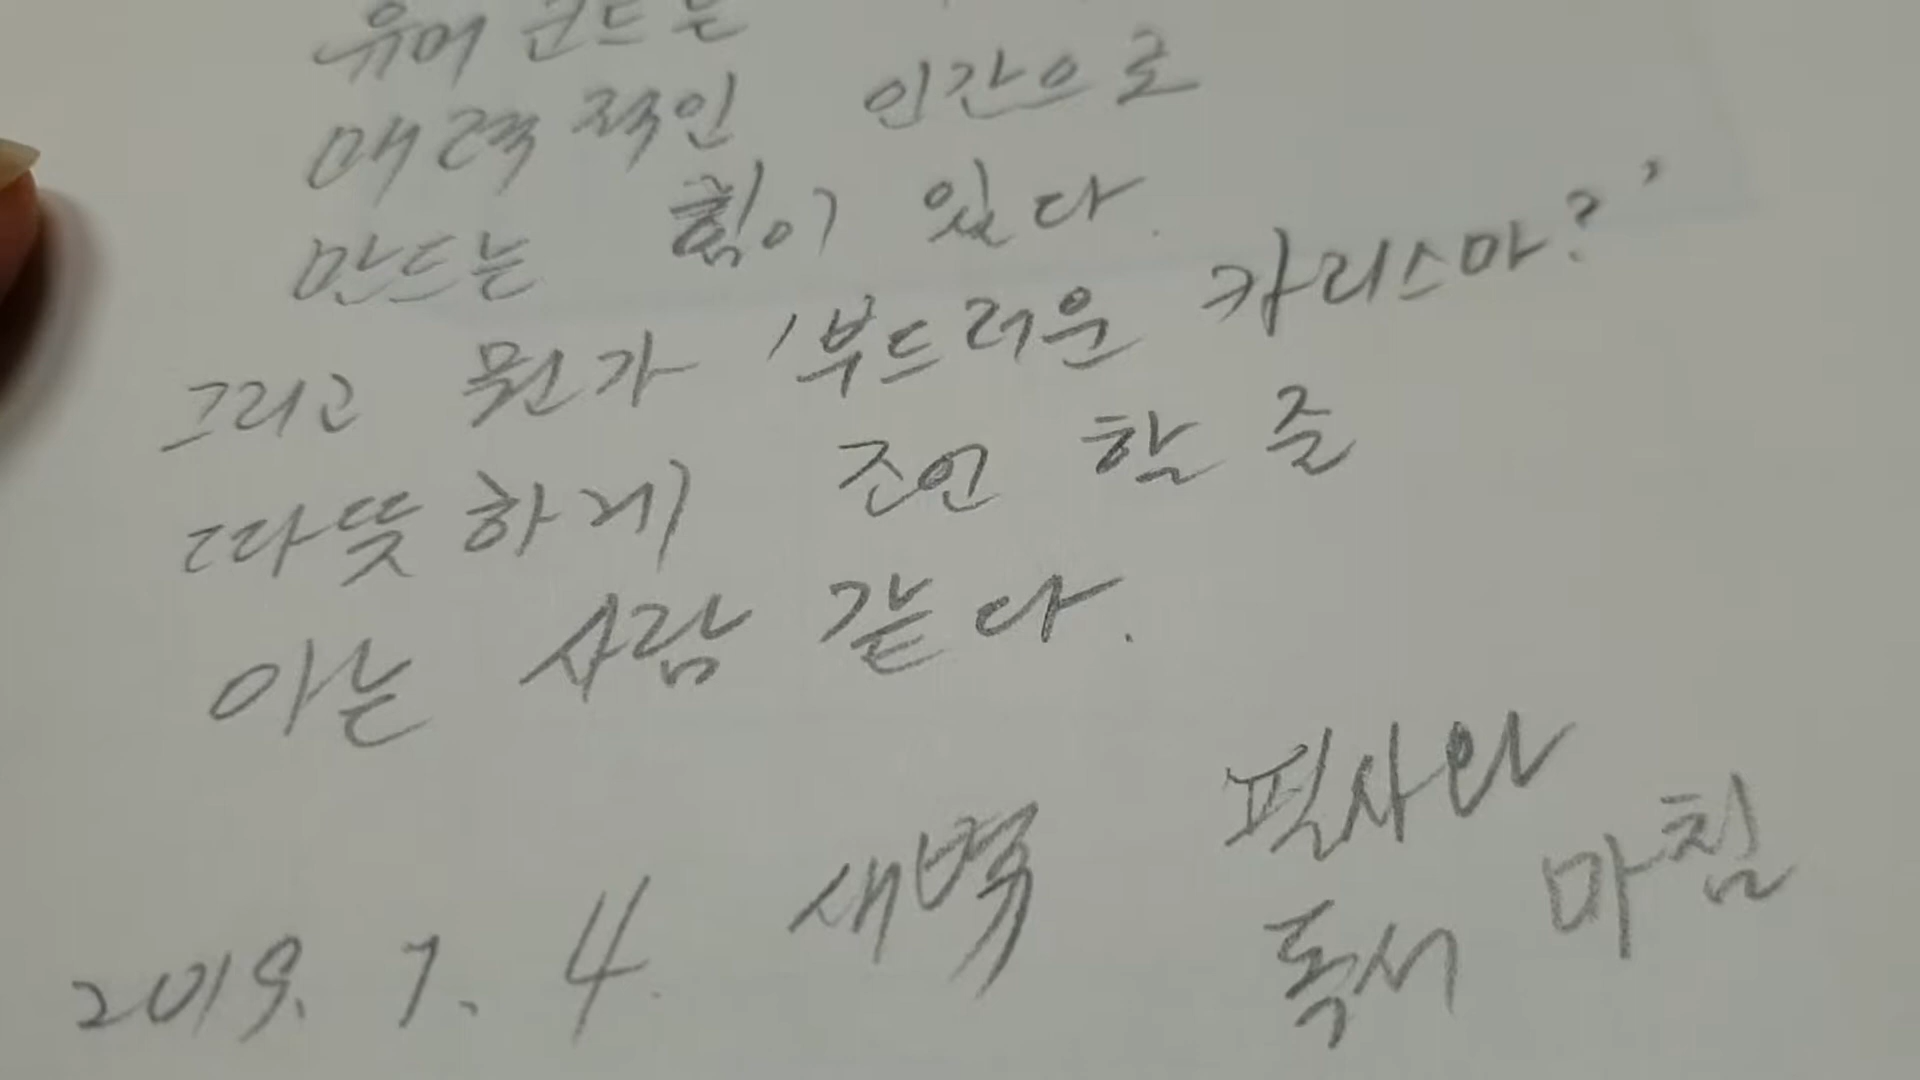 유머 코드는
매력적인 인간으로
만드는 힘이 있다.
그리고 뭔가 '부드러운 카리스마?'
따뜻하게 조언 할 줄
아는 사람 같다.
2019. 7. 4. 새벽 필사와
독서 마침